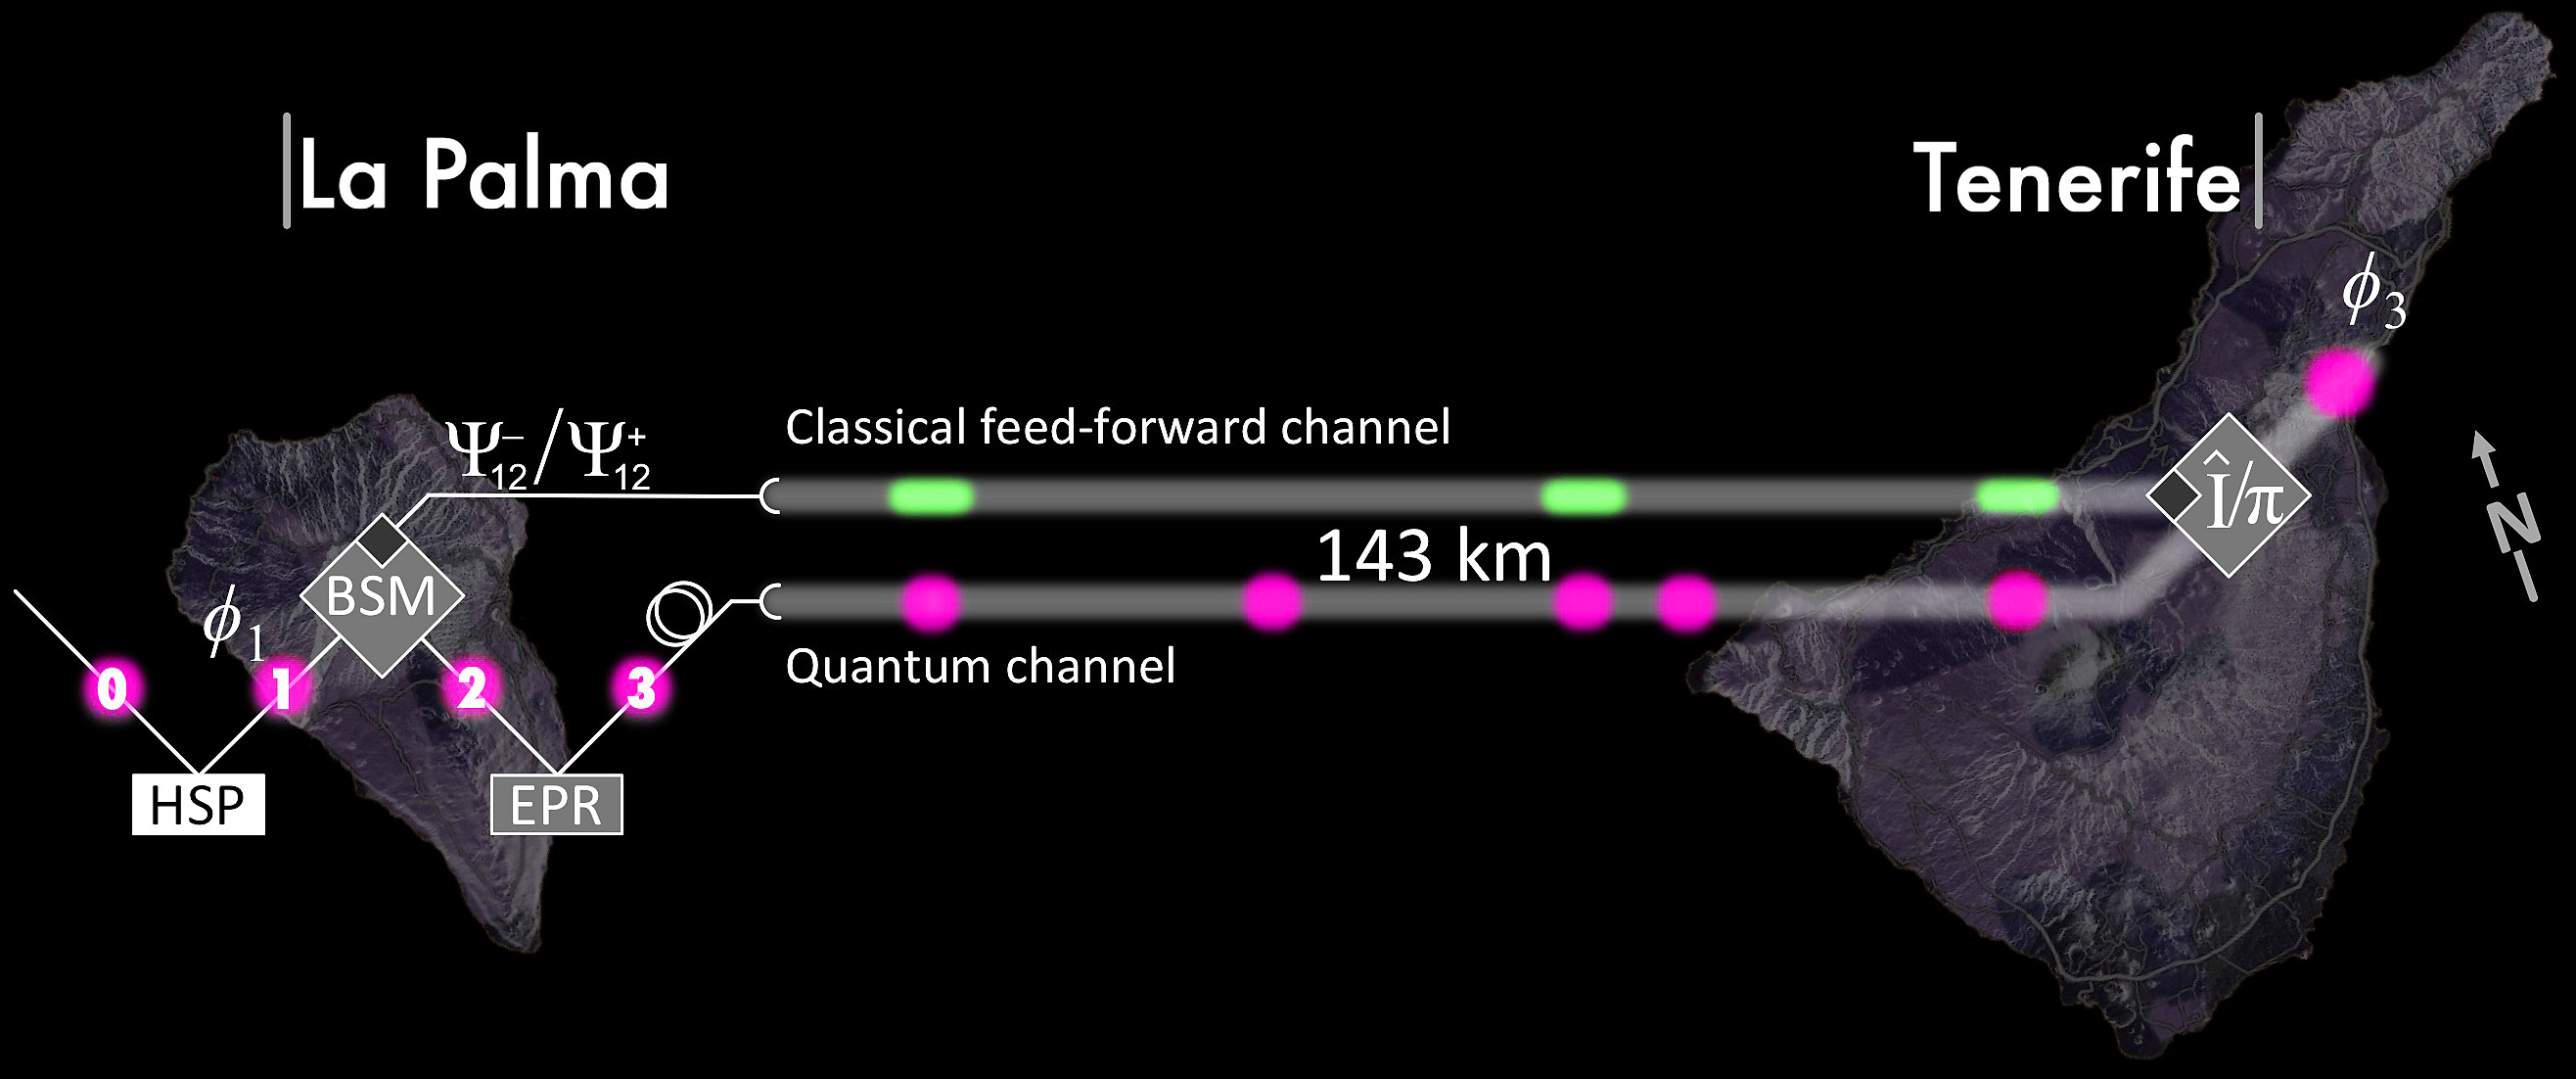 La Palma
Tenerife
ϕ3
Ψ−12/Ψ+12
Classical feed-forward channel
143 km
Î/π
N
BSM
ϕ1
Quantum channel
0
1
2
3
HSP
EPR